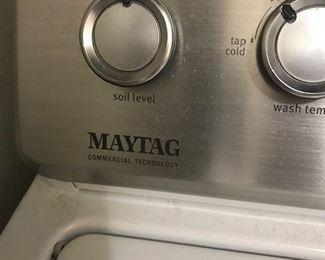 tap
cold
soil level
wash tem
MAYTAG
COMMERCIAL TECHNOLOGY